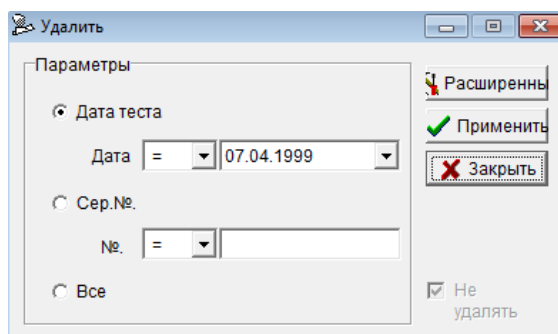 Удалить
Параметры
Дата теста
Дата = 07.04.1999
Сер.№.
№. =
Все
Расширенны
Применить
Закрыть
Не
удалять